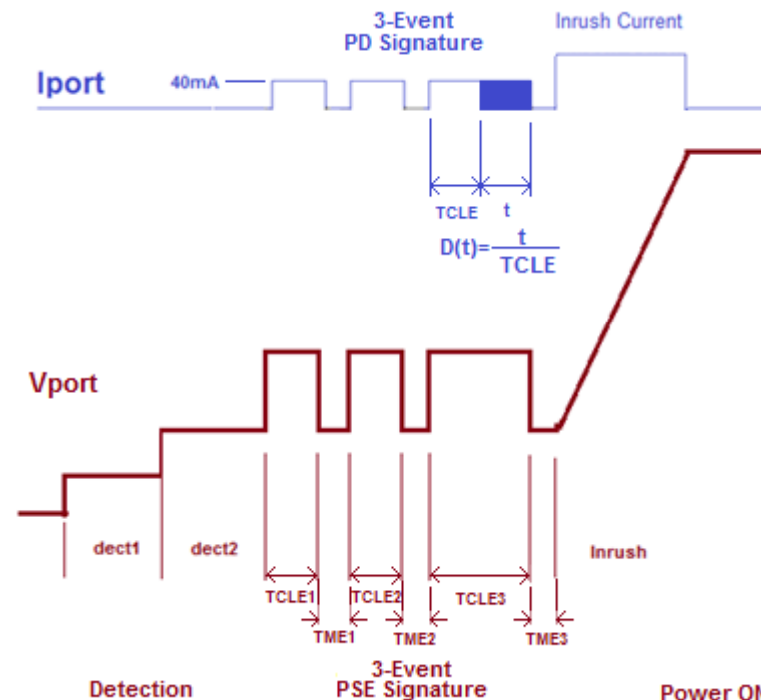 3-Event
PD Signature
Inrush Current
Iport
40mA
TCLE
t
D(t)=t/TCLE
Vport
dect1
dect2
Inrush
TCLE1
TCLE2
TCLE3
TME1
TME2
TME3
Detection
3-Event
PSE Signature
Power ON